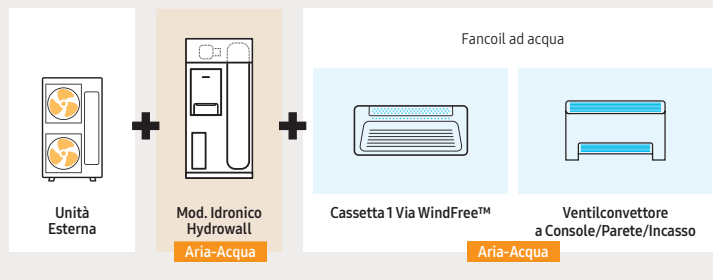 Fancoil ad acqua
Unità
Esterna
Mod. Idronico
Hydrowall
Aria-Acqua
Cassetta 1 Via WindFree™
Ventilconvettore
a Console/Parete/Incasso
Aria-Acqua